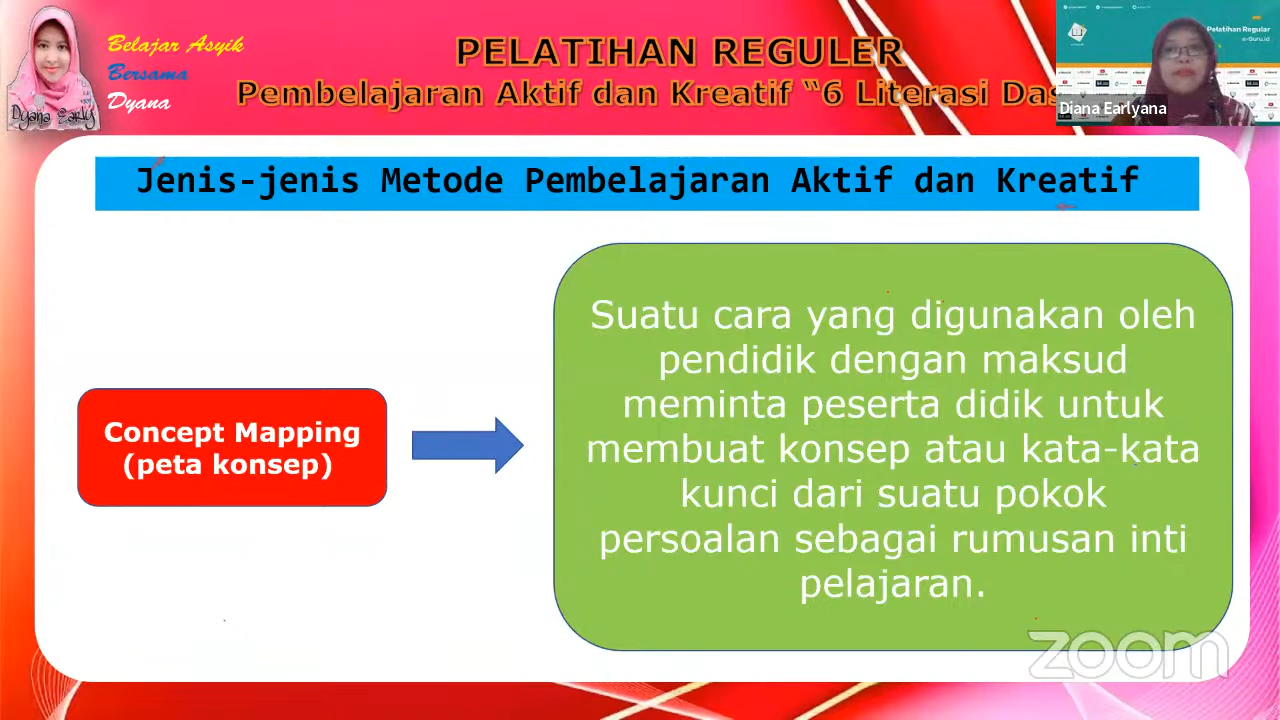 Belajar Asyik
Bersama
Dyana
Dyana Early
PELATIHAN REGULER
Pembelajaran Aktif dan Kreatif “6 Literasi Das
Pelatihan Regular
e-Guru.id
Diana Earlyana
Jenis-jenis Metode Pembelajaran Aktif dan Kreatif
Concept Mapping
(peta konsep)
Suatu cara yang digunakan oleh
pendidik dengan maksud
meminta peserta didik untuk
membuat konsep atau kata-kata
kunci dari suatu pokok
persoalan sebagai rumusan inti
pelajaran.
zoom